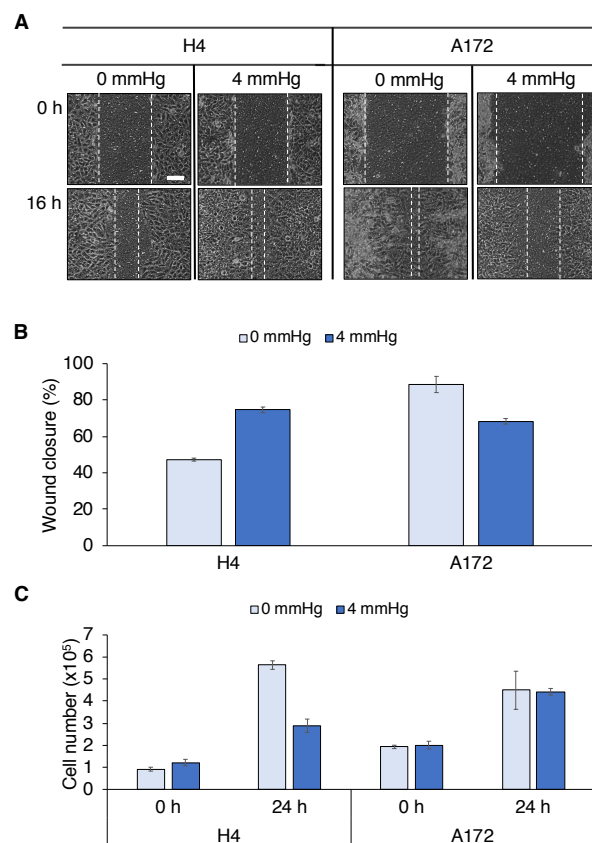 A
H4 A172
0 mmHg 4 mmHg 0 mmHg 4 mmHg
0 h
16 h
B
0 mmHg 4 mmHg
Wound closure (%)
100
80
60
40
20
0
H4 A172
C
0 mmHg 4 mmHg
Cell number (x10⁵)
7
6
5
4
3
2
1
0
0 h 24 h 0 h 24 h
H4 A172